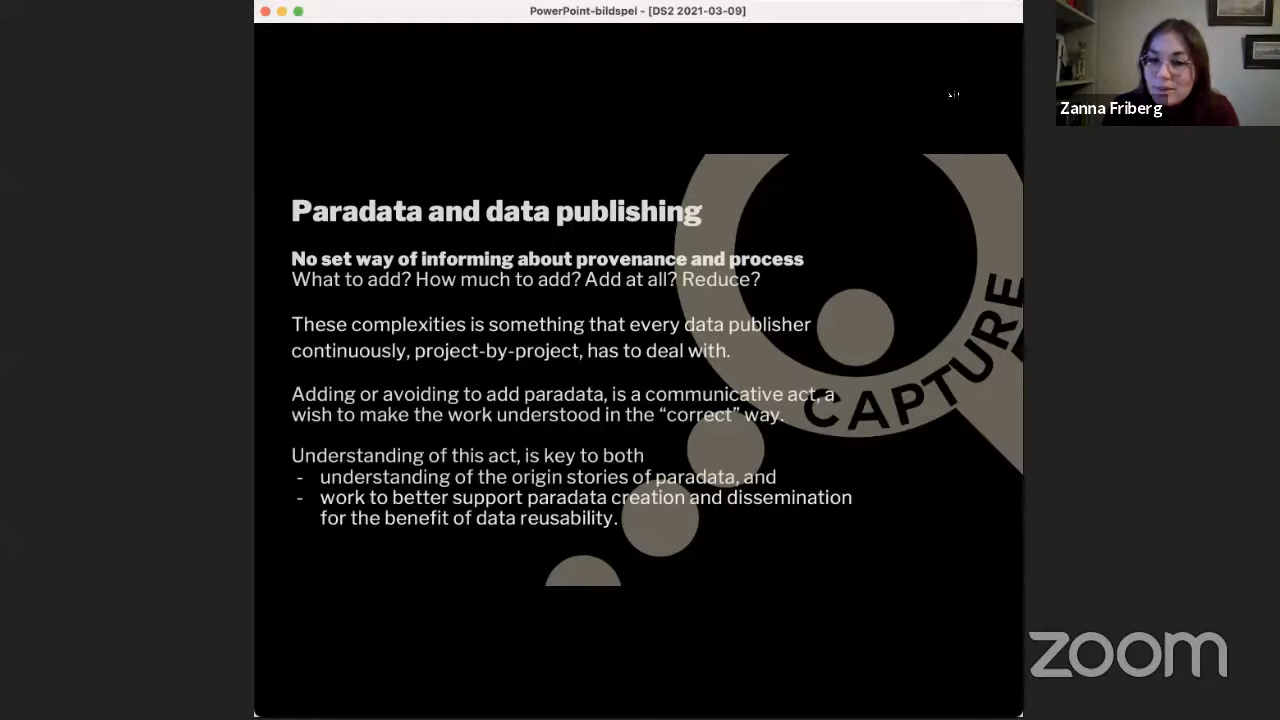 PowerPoint-bildspel - [DS2 2021-03-09]
Zanna Friberg
Paradata and data publishing
No set way of informing about provenance and process
What to add? How much to add? Add at all? Reduce?
These complexities is something that every data publisher
continuously, project-by-project, has to deal with.
Adding or avoiding to add paradata, is a communicative act, a
wish to make the work understood in the “correct” way.
Understanding of this act, is key to both
- understanding of the origin stories of paradata, and
- work to better support paradata creation and dissemination
for the benefit of data reusability.
CAPTURE
zoom